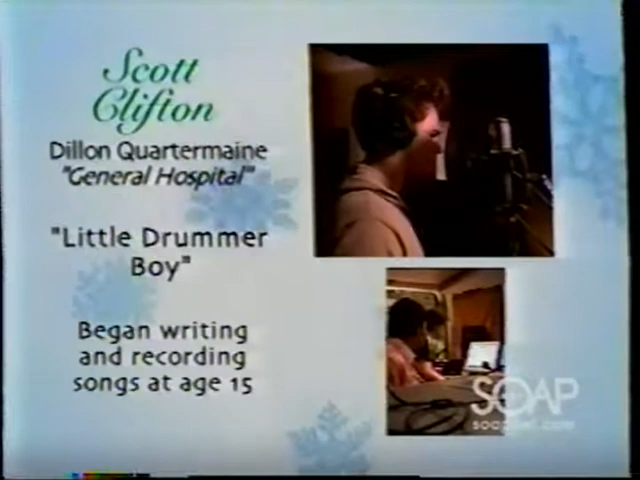 Scott
Clifton
Dillon Quartermaine
"General Hospital"
"Little Drummer
Boy"
Began writing
and recording
songs at age 15
SOAP